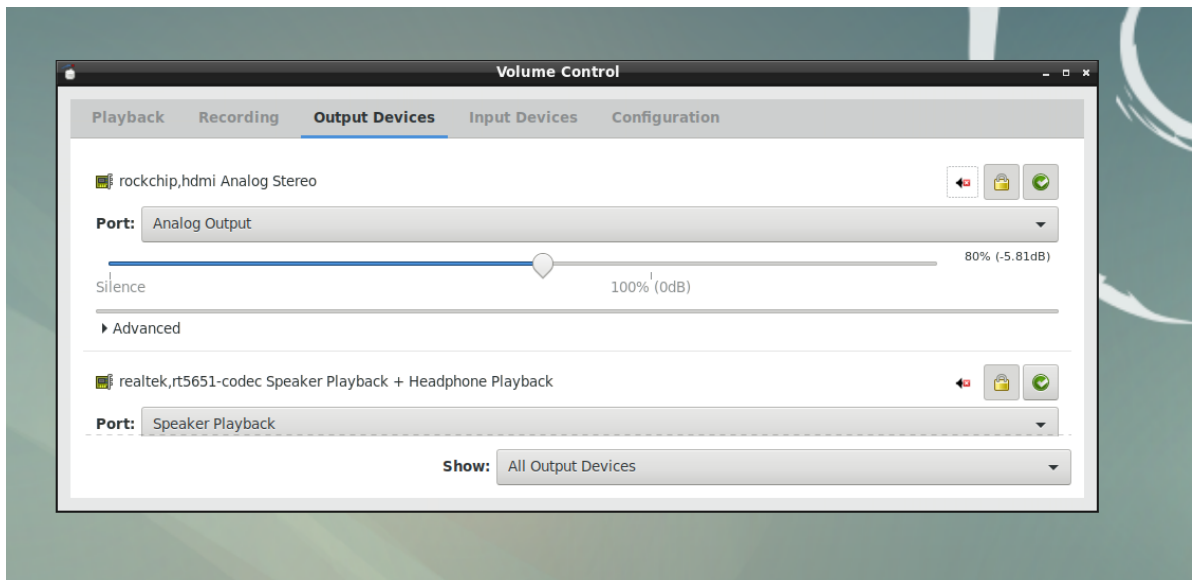 Volume Control
Playback Recording Output Devices Input Devices Configuration
rockchip,hdmi Analog Stereo
Port: Analog Output
80% (-5.81dB)
Silence 100% (0dB)
Advanced
realtek,rt5651-codec Speaker Playback + Headphone Playback
Port: Speaker Playback
Show: All Output Devices